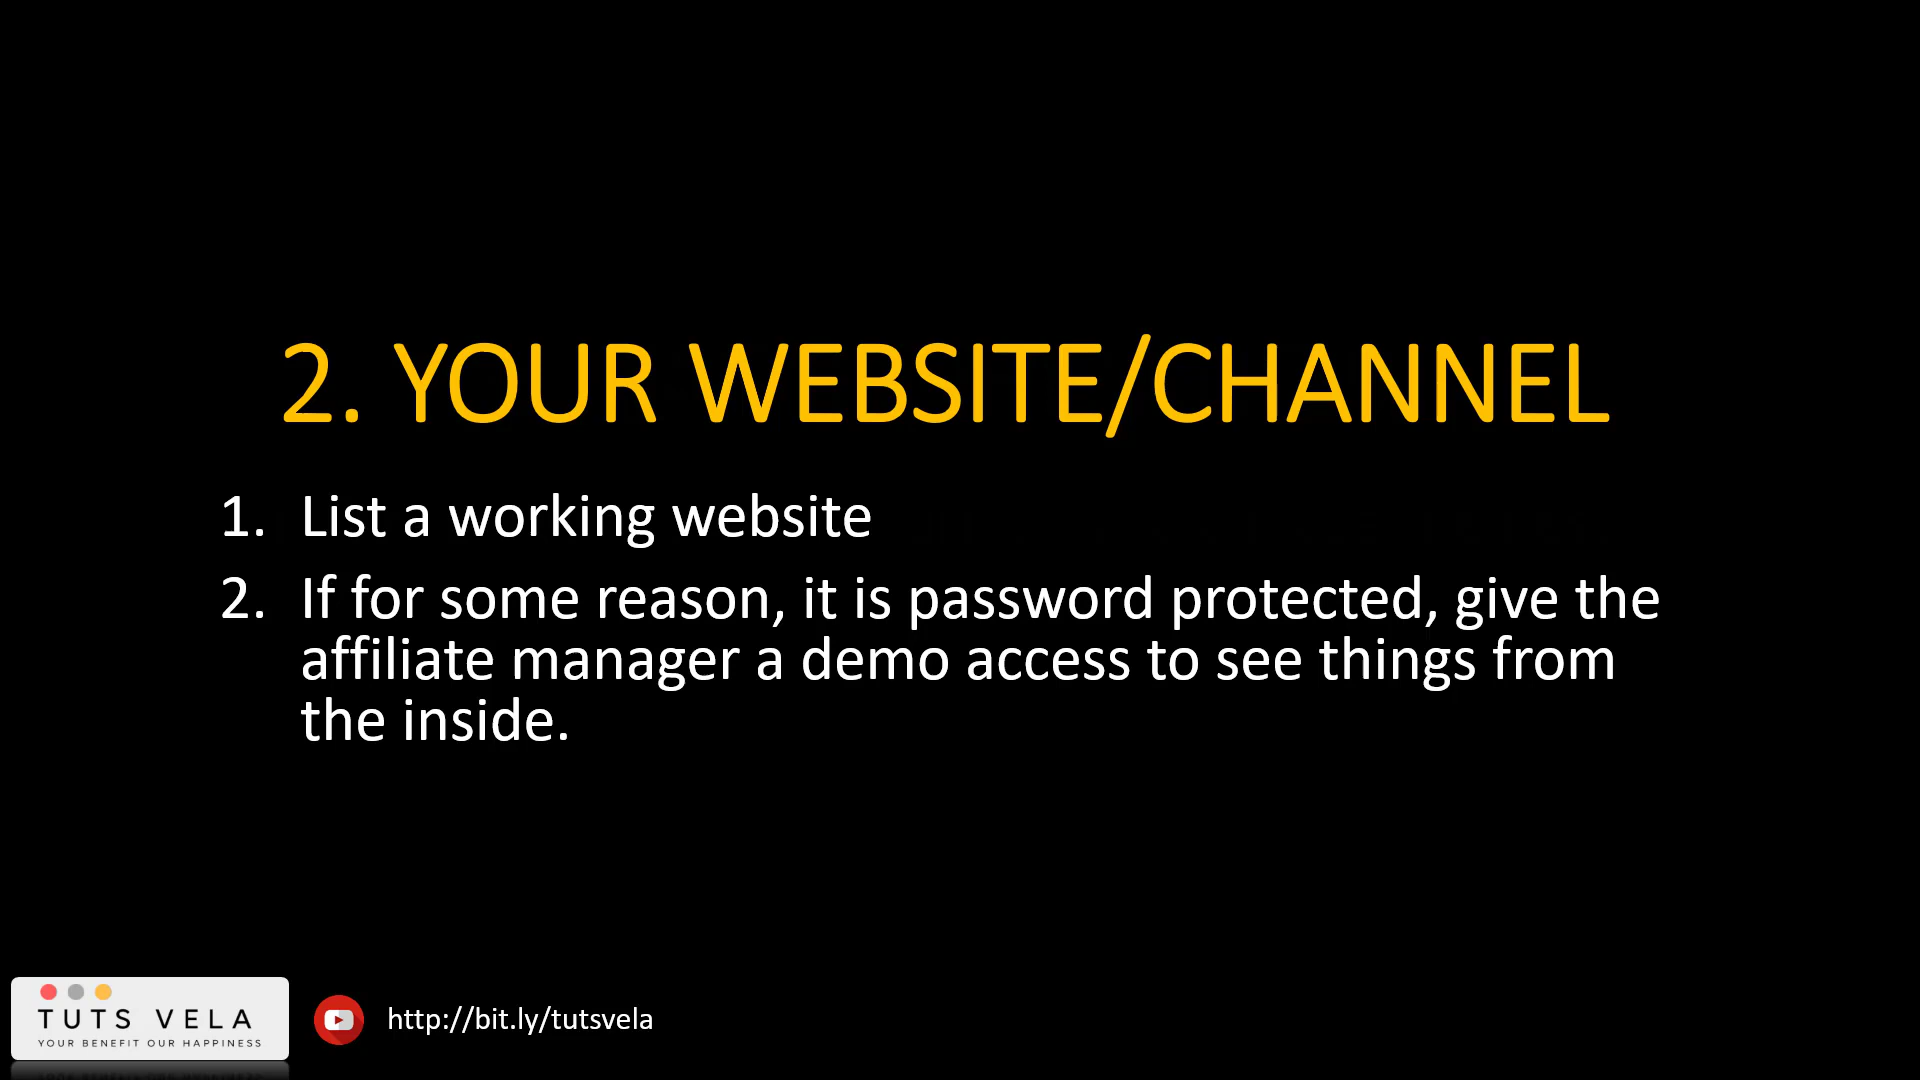 2. YOUR WEBSITE/CHANNEL
1. List a working website
2. If for some reason, it is password protected, give the
affiliate manager a demo access to see things from
the inside.
TUTS VELA
YOUR BENEFIT OUR HAPPINESS
http://bit.ly/tutsvela